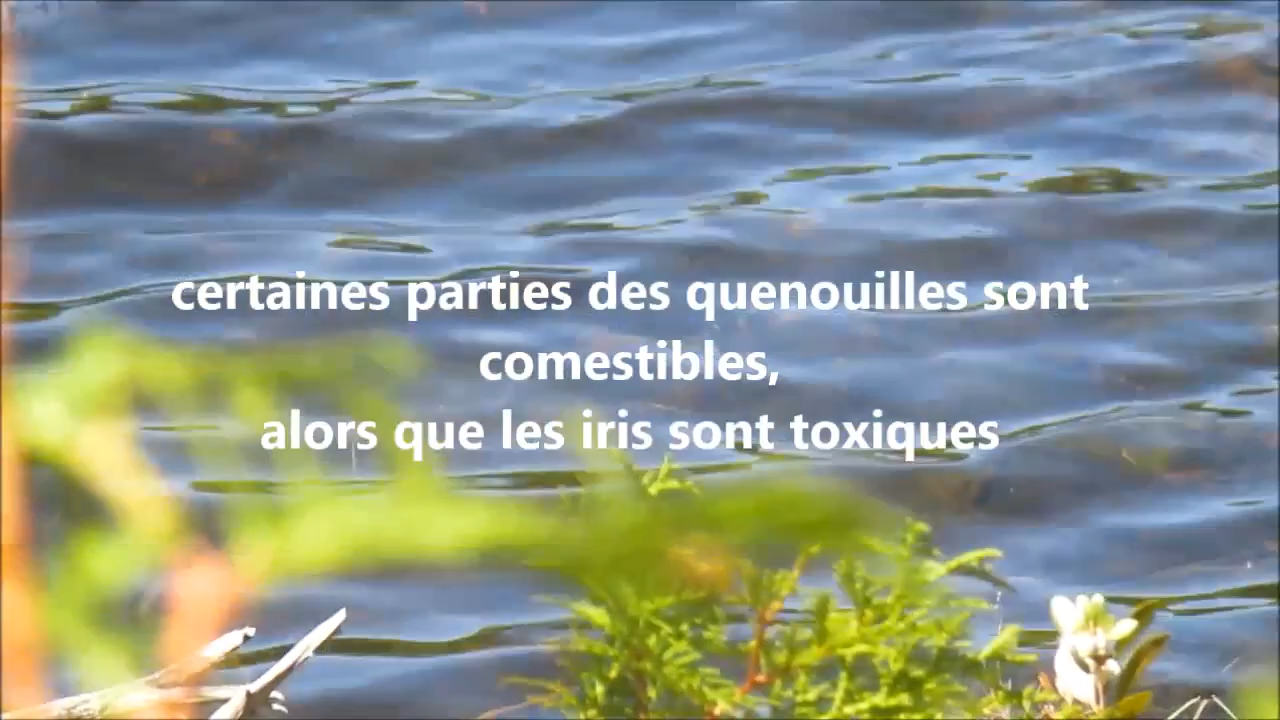 certaines parties des quenouilles sont
comestibles,
alors que les iris sont toxiques